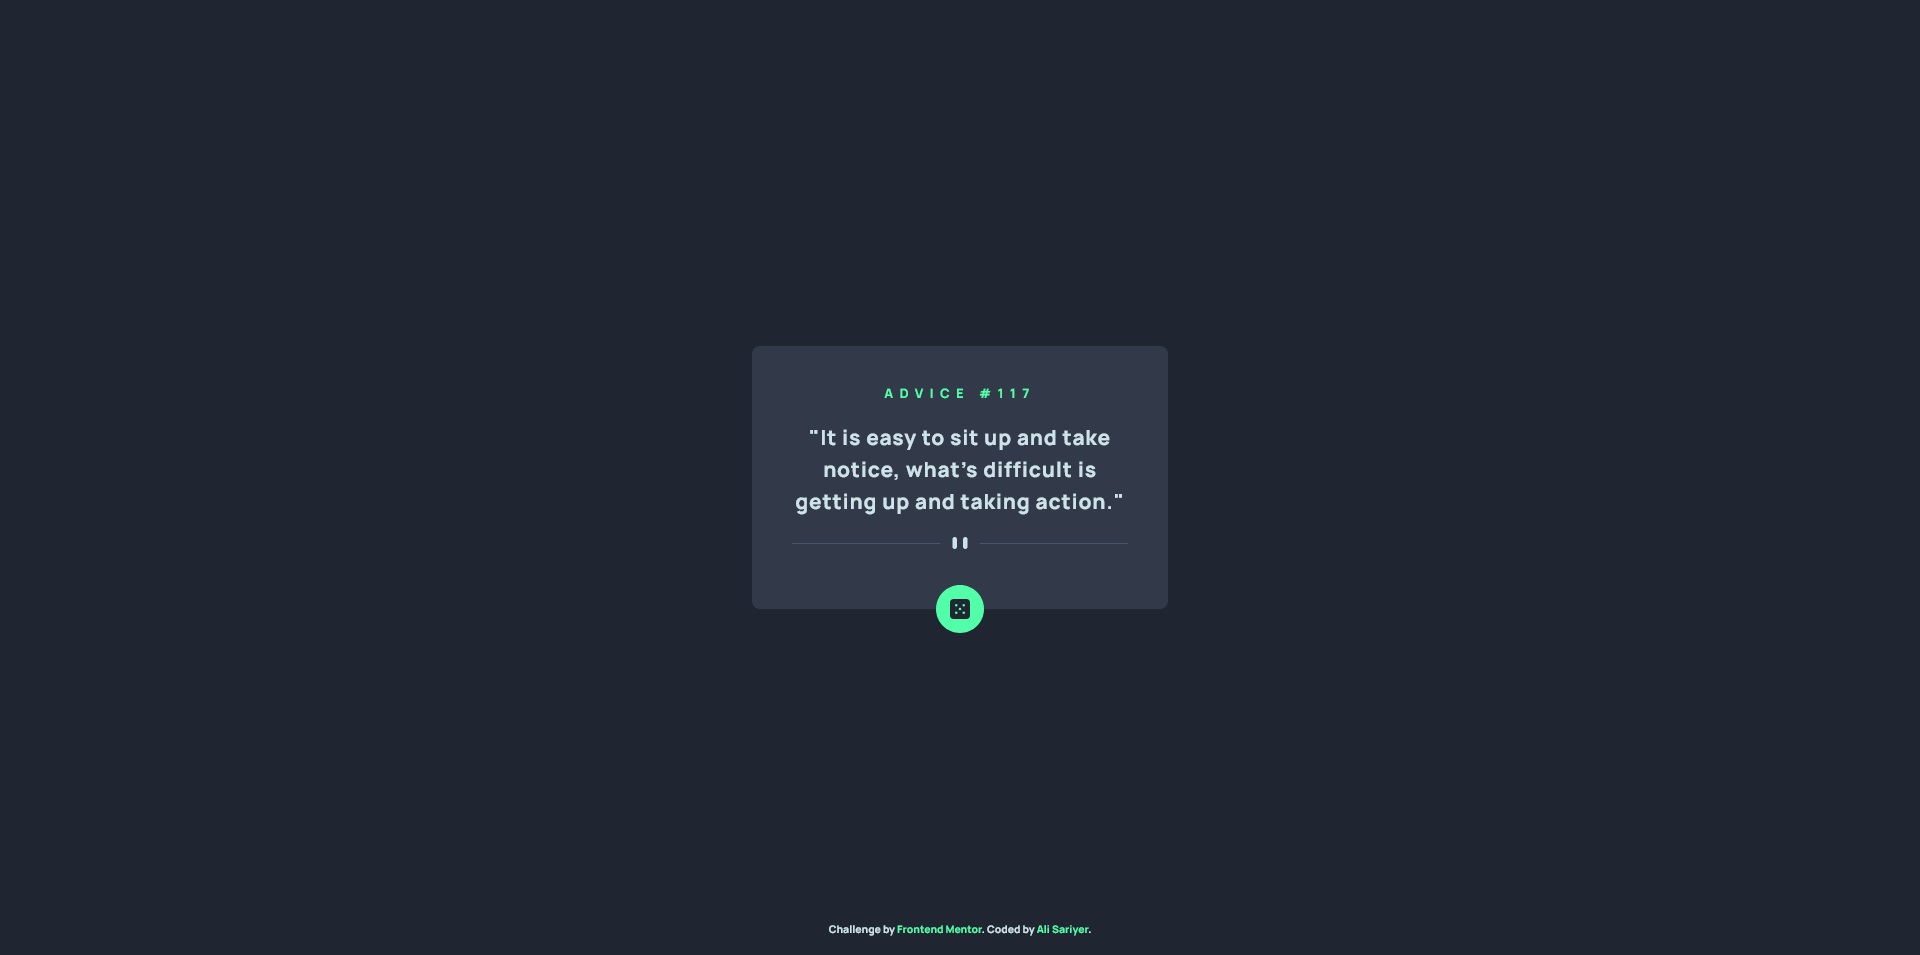 ADVICE #117
"It is easy to sit up and take
notice, what's difficult is
getting up and taking action."
Challenge by Frontend Mentor. Coded by Ali Sariyer.